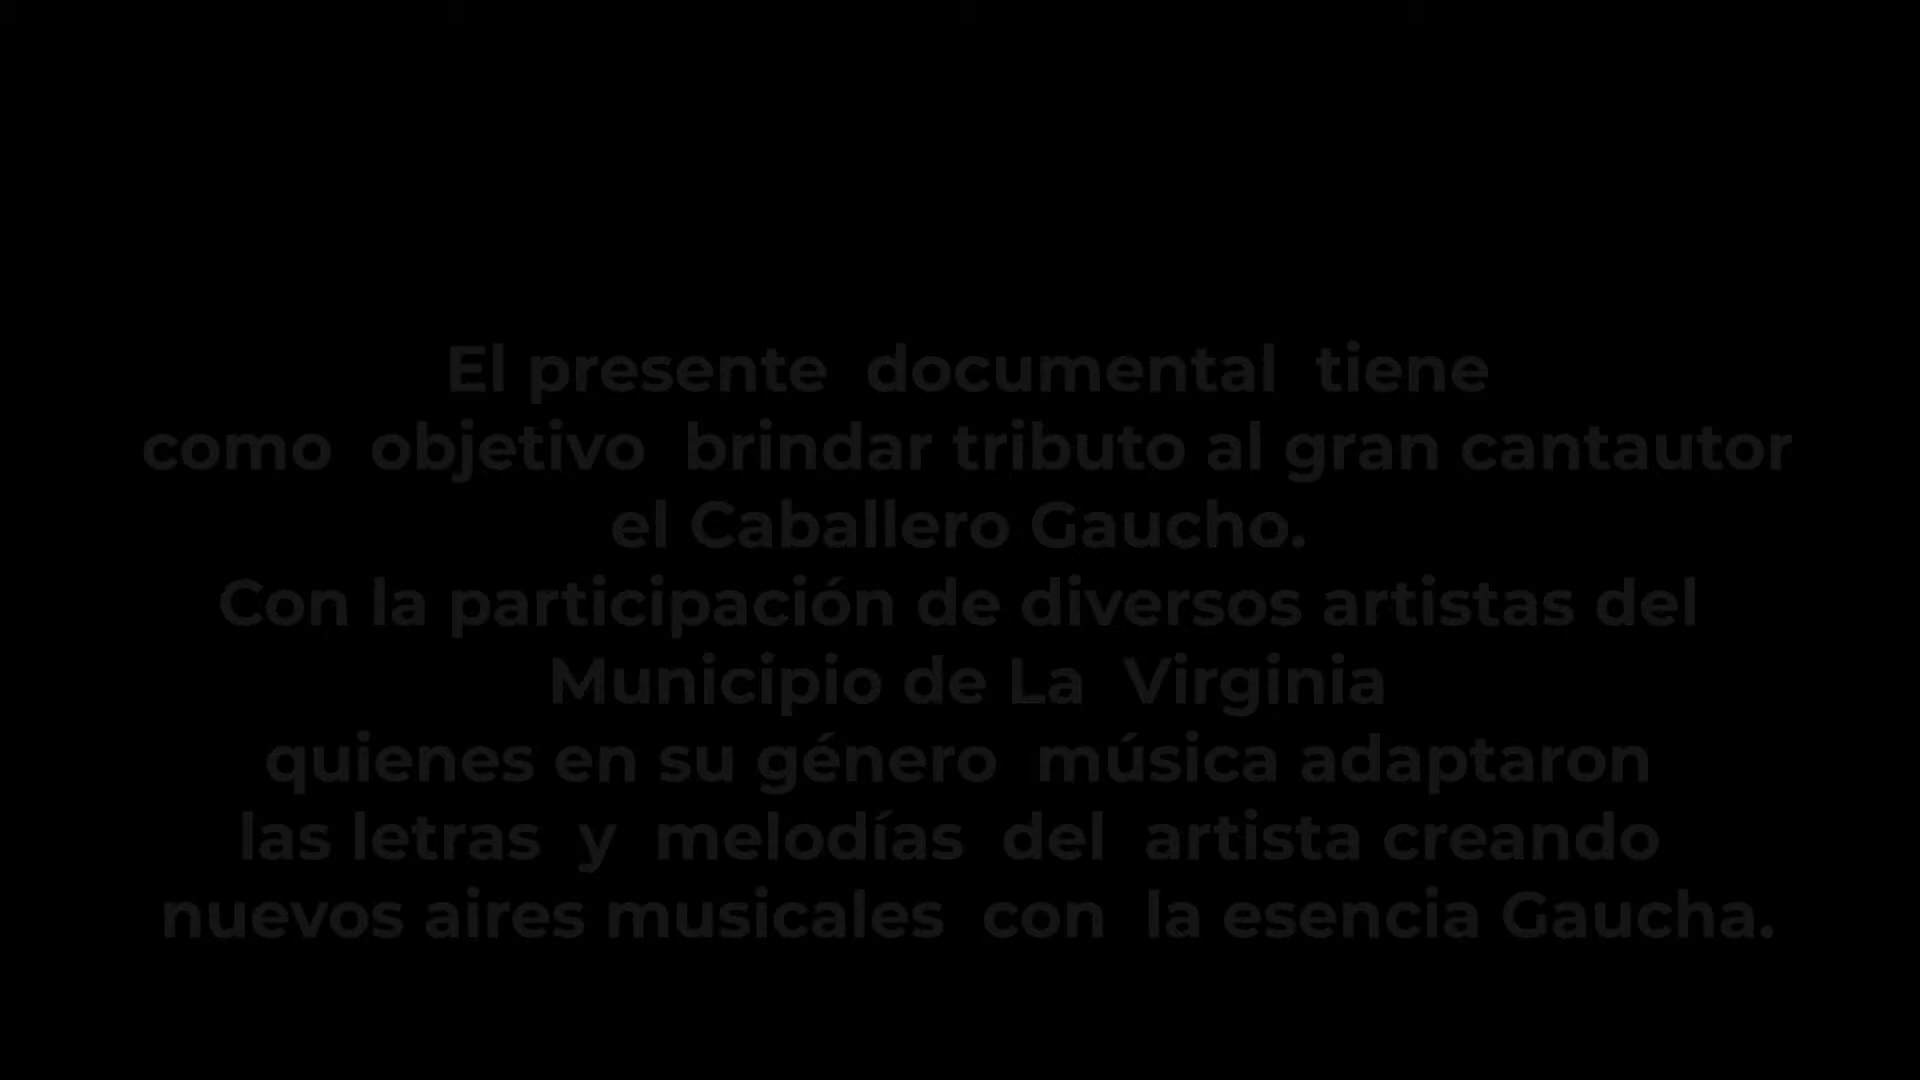 El presente documental tiene
como objetivo brindar tributo al gran cantautor
el Caballero Gaucho.
Con la participación de diversos artistas del
Municipio de La Virginia
quienes en su género música adaptaron
las letras y melodías del artista creando
nuevos aires musicales con la esencia Gaucha.